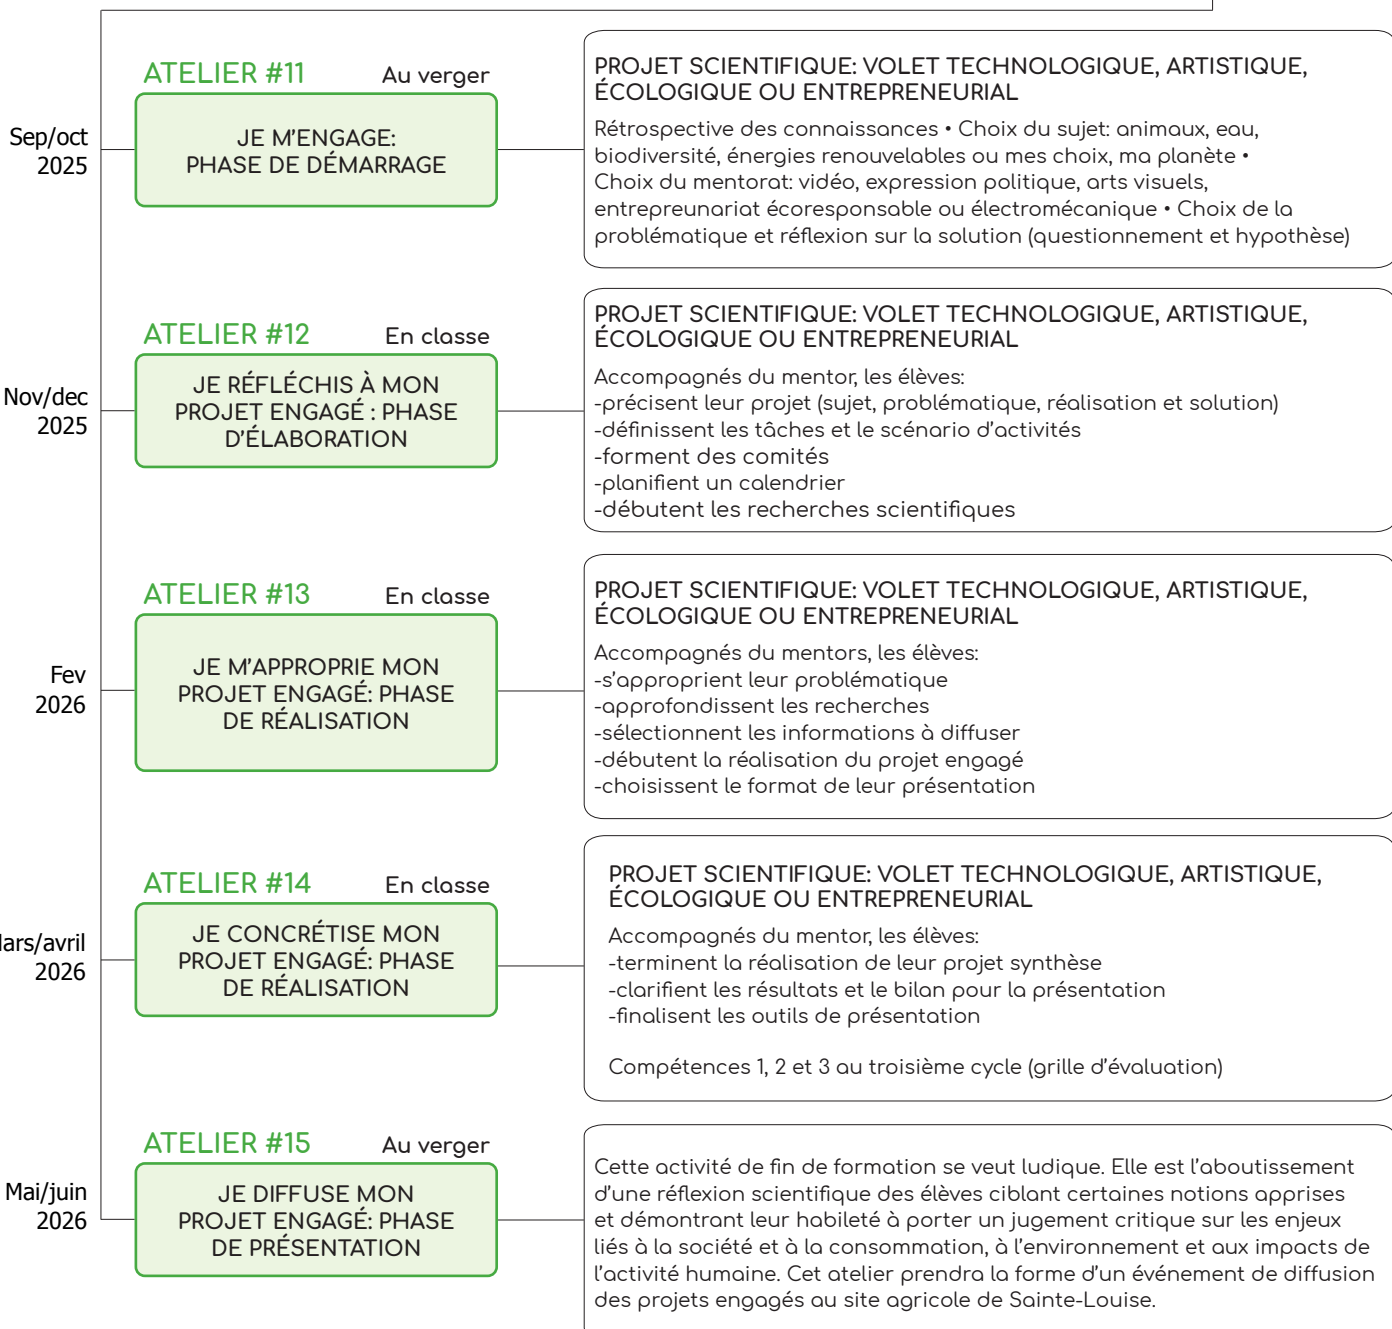 ATELIER #11 Au verger
Sep/oct
2025
JE M'ENGAGE:
PHASE DE DÉMARRAGE
PROJET SCIENTIFIQUE: VOLET TECHNOLOGIQUE, ARTISTIQUE,
ÉCOLOGIQUE OU ENTREPRENEURIAL
Rétrospective des connaissances • Choix du sujet: animaux, eau,
biodiversité, énergies renouvelables ou mes choix, ma planète •
Choix du mentorat: vidéo, expression politique, arts visuels,
entrepreunariat écoresponsable ou électromécanique • Choix de la
problématique et réflexion sur la solution (questionnement et hypothèse)
ATELIER #12 En classe
Nov/dec
2025
JE RÉFLÉCHIS À MON
PROJET ENGAGÉ : PHASE
D'ÉLABORATION
PROJET SCIENTIFIQUE: VOLET TECHNOLOGIQUE, ARTISTIQUE,
ÉCOLOGIQUE OU ENTREPRENEURIAL
Accompagnés du mentor, les élèves:
-précisent leur projet (sujet, problématique, réalisation et solution)
-définissent les tâches et le scénario d'activités
-forment des comités
-planifient un calendrier
-débutent les recherches scientifiques
ATELIER #13 En classe
Fev
2026
JE M'APPROPRIE MON
PROJET ENGAGÉ: PHASE
DE RÉALISATION
PROJET SCIENTIFIQUE: VOLET TECHNOLOGIQUE, ARTISTIQUE,
ÉCOLOGIQUE OU ENTREPRENEURIAL
Accompagnés du mentors, les élèves:
-s'approprient leur problématique
-approfondissent les recherches
-sélectionnent les informations à diffuser
-débutent la réalisation du projet engagé
-choisissent le format de leur présentation
ATELIER #14 En classe
ars/avril
2026
JE CONCRÉTISE MON
PROJET ENGAGÉ: PHASE
DE RÉALISATION
PROJET SCIENTIFIQUE: VOLET TECHNOLOGIQUE, ARTISTIQUE,
ÉCOLOGIQUE OU ENTREPRENEURIAL
Accompagnés du mentor, les élèves:
-terminent la réalisation de leur projet synthèse
-clarifient les résultats et le bilan pour la présentation
-finalisent les outils de présentation
Compétences 1, 2 et 3 au troisième cycle (grille d'évaluation)
ATELIER #15 Au verger
Mai/juin
2026
JE DIFFUSE MON
PROJET ENGAGÉ: PHASE
DE PRÉSENTATION
Cette activité de fin de formation se veut ludique. Elle est l'aboutissement
d'une réflexion scientifique des élèves ciblant certaines notions apprises
et démontrant leur habileté à porter un jugement critique sur les enjeux
liés à la société et à la consommation, à l'environnement et aux impacts de
l'activité humaine. Cet atelier prendra la forme d'un événement de diffusion
des projets engagés au site agricole de Sainte-Louise.